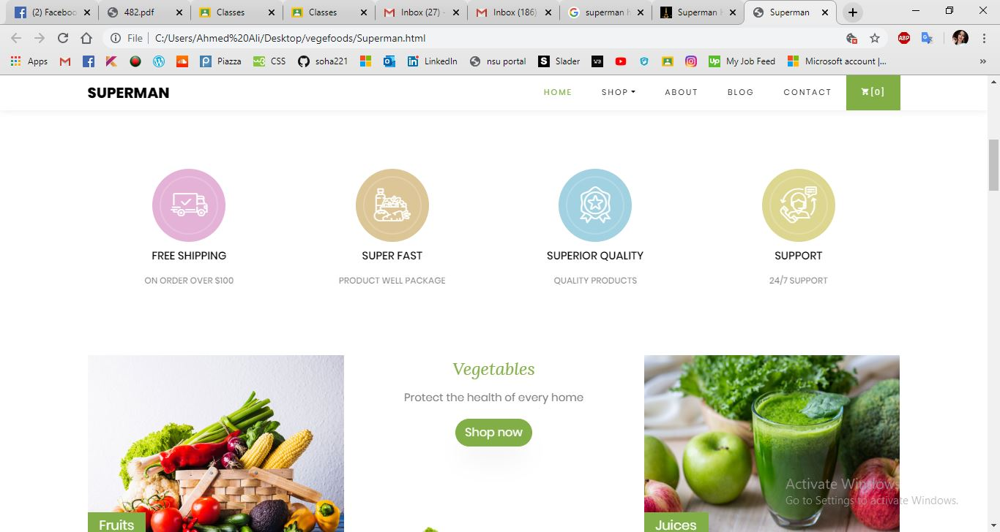 (2) Faceboo
482.pdf
Classes
Classes
Inbox (27) -
Inbox (186)
superman h
Superman H
Superman
File
C:/Users/Ahmed%20Ali/Desktop/vegefoods/Superman.html
ABP
Apps
Piazza
CSS
soha221
LinkedIn
nsu portal
Slader
My Job Feed
Microsoft account |...
SUPERMAN
HOME
SHOP
ABOUT
BLOG
CONTACT
[0]
FREE SHIPPING
ON ORDER OVER $100
SUPER FAST
PRODUCT WELL PACKAGE
SUPERIOR QUALITY
QUALITY PRODUCTS
SUPPORT
24/7 SUPPORT
Vegetables
Protect the health of every home
Shop now
Fruits
Juices
Activate Windows
Go to Settings to activate Windows.